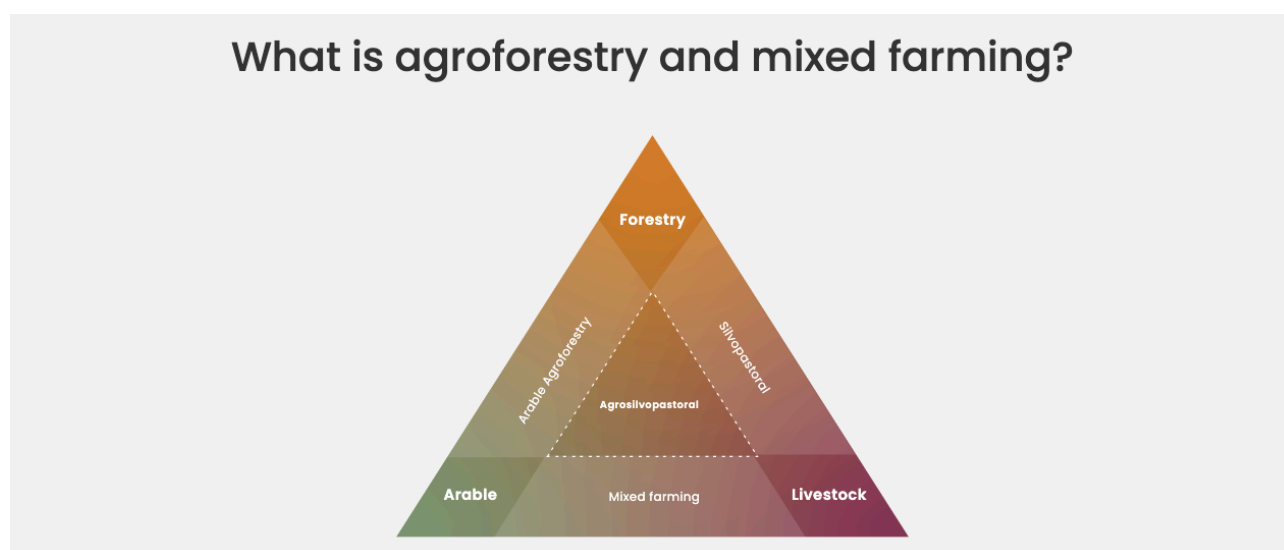 What is agroforestry and mixed farming?
Forestry
Arable Agroforestry
Silvopastoral
Agrosilvopastoral
Arable
Mixed farming
Livestock